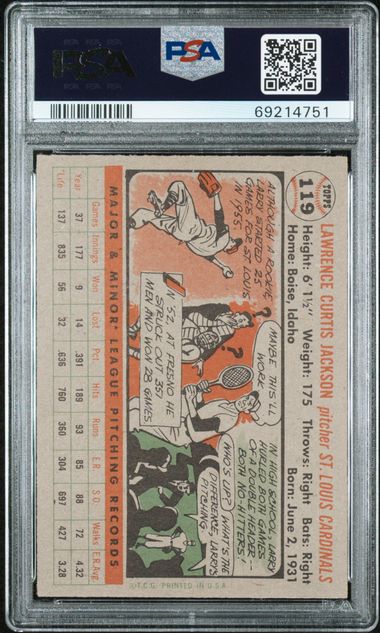 PSA
PSA
69214751
TOPPS
119
LAWRENCE CURTIS JACKSON pitcher ST. LOUIS CARDINALS
Height: 6' 1½" Weight: 175 Throws: Right Bats: Right
Home: Boise, Idaho Born: June 2, 1931
ALTHOUGH A ROOKIE,
LARRY STARTED 25
GAMES FOR ST. LOUIS
IN 1955.
MAYBE THIS'LL
WORK
IN HIGH SCHOOL, LARRY
HURLED BOTH GAMES
OF A DOUBLE HEADER
BOTH NO-HITTERS!
? ?
IN '52, AT FRESNO HE
STRUCK OUT 351
MEN AND WON 28 GAMES.
WHO'S UP?
WHAT'S THE
DIFFERENCE, LARRY'S
PITCHING.
MAJOR & MINOR* LEAGUE PITCHING RECORDS
Games Innings Won Lost Pct. Hits Runs E.R. S.O. Walks E.R.Avg.
Year 37 177 9 14 .391 189 93 85 88 72 4.32
*Life 137 835 56 32 .636 760 360 304 697 427 3.28
©T.C.G. PRINTED IN U.S.A.